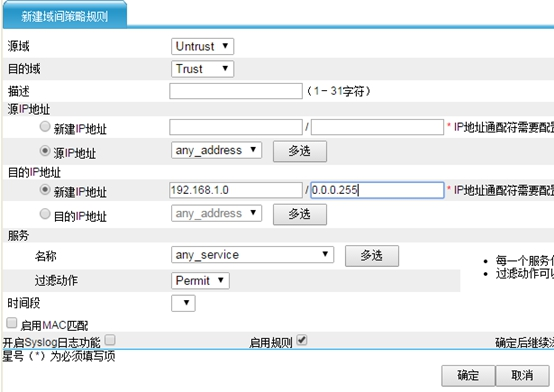 新建域间策略规则
源域 Untrust
目的域 Trust
描述 （1－31字符）
源IP地址
新建IP地址 / * IP地址通配符需要配置
源IP地址 any_address 多选
目的IP地址
新建IP地址 192.168.1.0 / 0.0.0.255 * IP地址通配符需要配置
目的IP地址 any_address 多选
服务
名称 any_service 多选
• 每一个服务
过滤动作 Permit
• 过滤动作可
时间段
启用MAC匹配
开启Syslog日志功能 启用规则 确定后继续
星号（*）为必须填写项
确定 取消